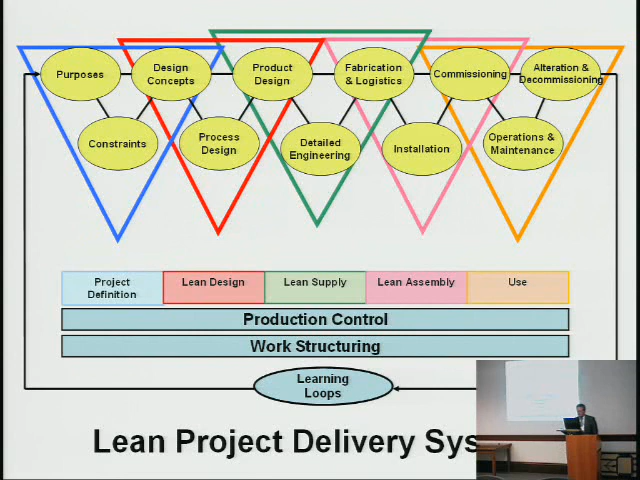 Purposes
Design
Concepts
Product
Design
Fabrication
& Logistics
Commissioning
Alteration &
Decommissioning
Constraints
Process
Design
Detailed
Engineering
Installation
Operations &
Maintenance
Project
Definition
Lean Design
Lean Supply
Lean Assembly
Use
Production Control
Work Structuring
Learning
Loops
Lean Project Delivery Sys